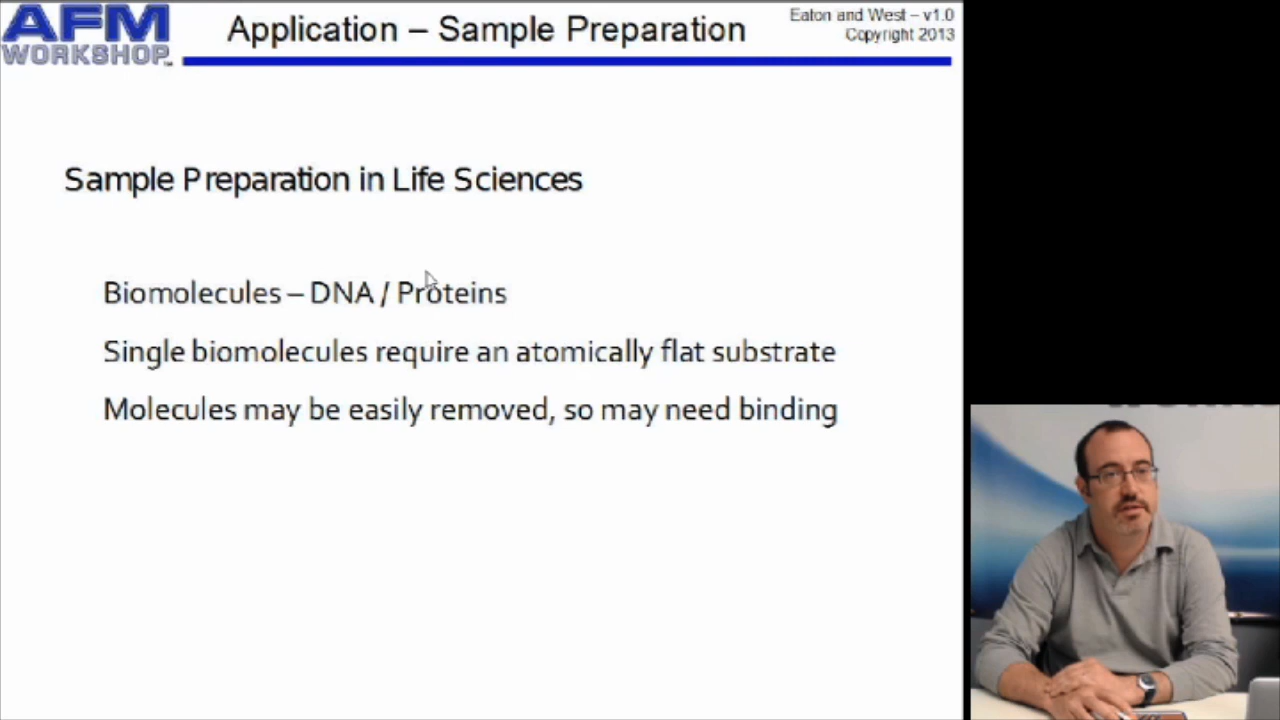 AFM
WORKSHOP
Application – Sample Preparation
Eaton and West – v1.0
Copyright 2013
Sample Preparation in Life Sciences
Biomolecules – DNA / Proteins
Single biomolecules require an atomically flat substrate
Molecules may be easily removed, so may need binding